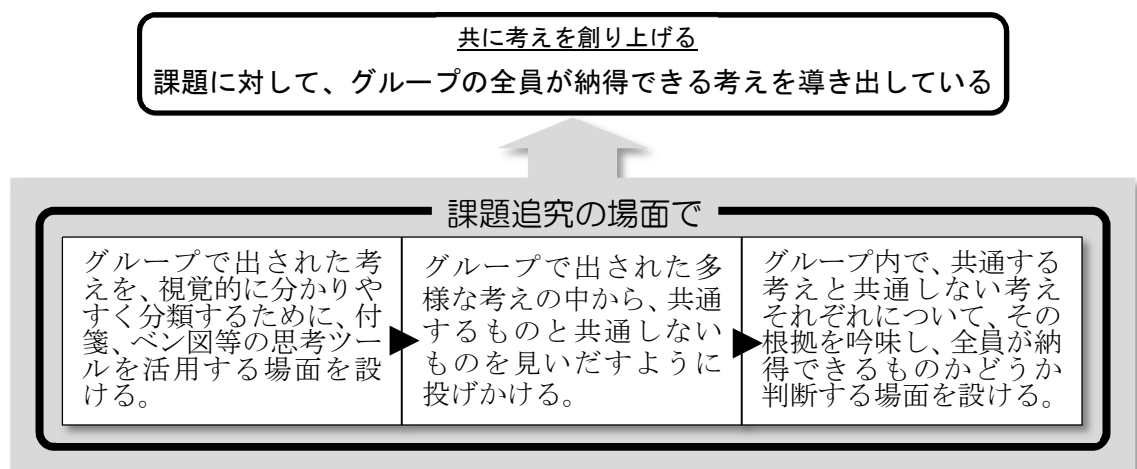 共に考えを創り上げる
課題に対して、グループの全員が納得できる考えを導き出している
課題追究の場面で
グループで出された考
えを、視覚的に分かりや
すく分類するために、付
箋、ベン図等の思考ツー
ルを活用する場面を設
ける。
グループで出された多
様な考えの中から、共通
するものと共通しない
ものを見いだすように
投げかける。
グループ内で、共通する
考えと共通しない考え
それぞれについて、その
根拠を吟味し、全員が納
得できるものかどうか
判断する場面を設ける。